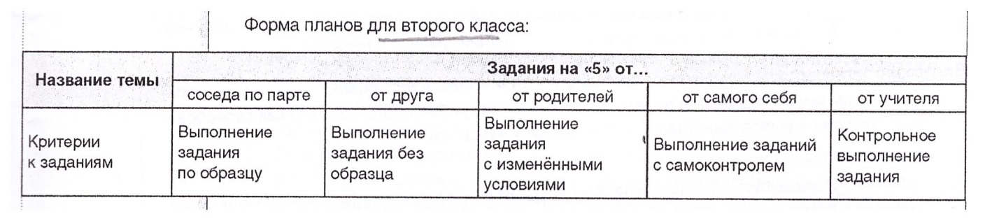 Форма планов для второго класса:
Название темы
Задания на «5» от...
соседа по парте
от друга
от родителей
от самого себя
от учителя
Критерии
к заданиям
Выполнение
задания
по образцу
Выполнение
задания без
образца
Выполнение
задания
с изменёнными
условиями
Выполнение заданий
с самоконтролем
Контрольное
выполнение
задания